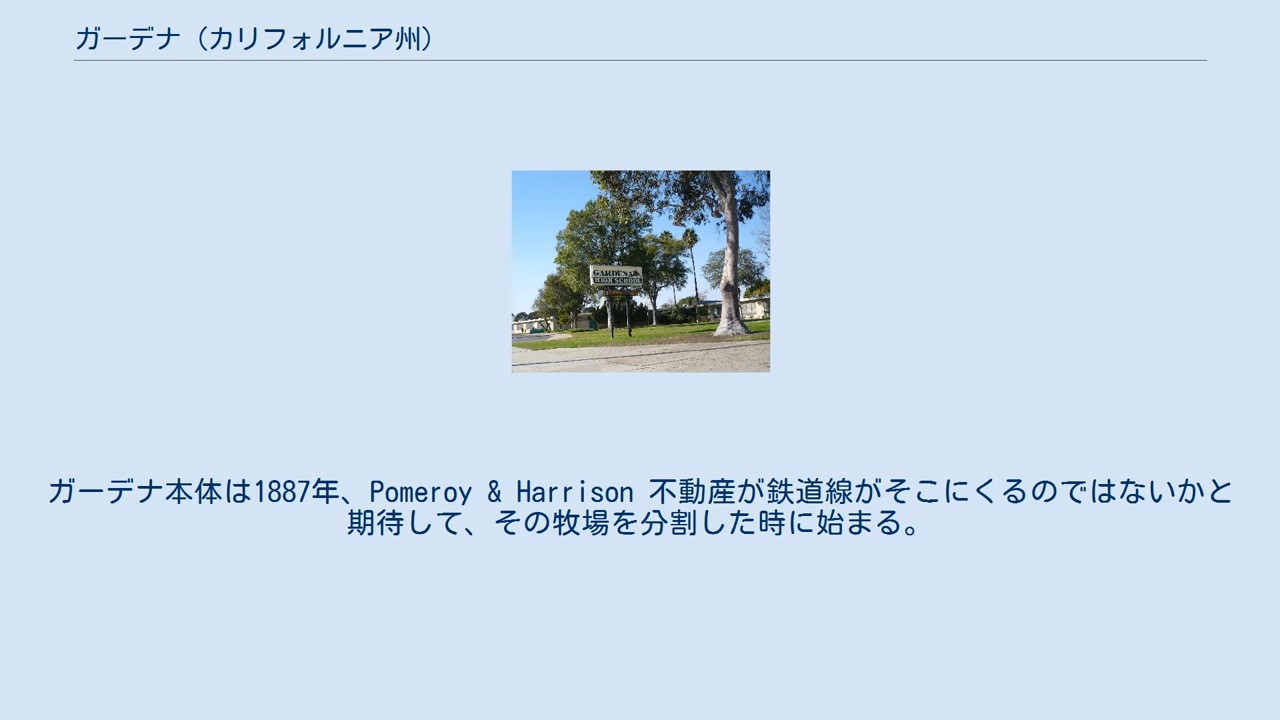 ガーデナ（カリフォルニア州）
GARDENA
SCHOOL
ガーデナ本体は1887年、Pomeroy & Harrison 不動産が鉄道線がそこにくるのではないかと
期待して、その牧場を分割した時に始まる。